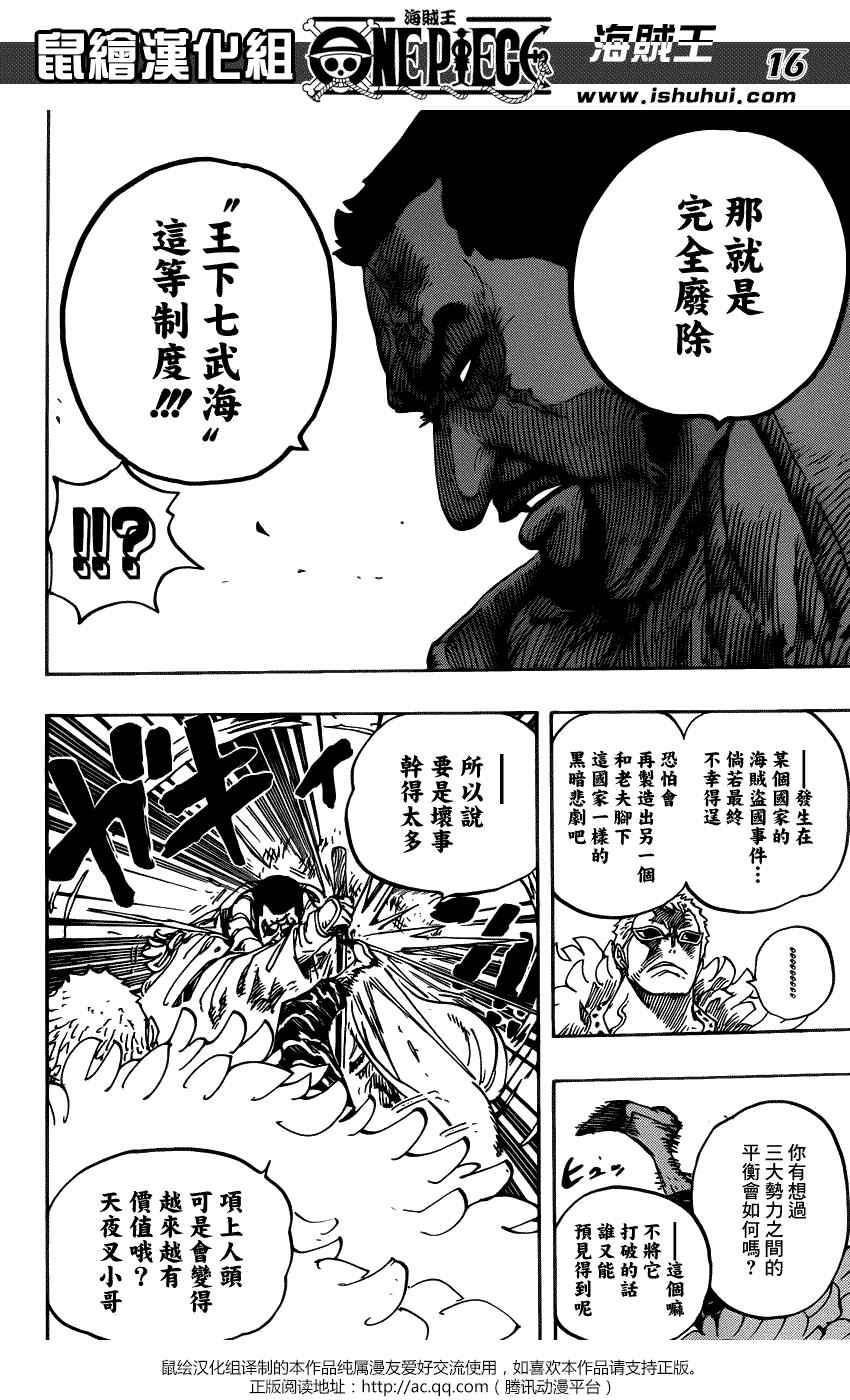 鼠繪漢化組
海賊王
ONE PIECE
海賊王
16
www.ishuhui.com
那就是
完全廢除
“王下七武海”
這等制度!!!
!!?
——發生在
某個國家的
海賊盜國事件…
倘若最終
不幸得逞
恐怕會
再製造出另一個
和老夫腳下
這國家一樣的
黑暗悲劇吧
………
你有想過
三大勢力之間的
平衡會如何嗎？
ヒュッ
——這個嘛
不將它
打破的話
誰又能
預見得到呢
——
所以說
要是壞事
幹得太多
ガギィ
項上人頭
可是會變得
越來越有
價值哦？
天夜叉小哥
鼠绘汉化组译制的本作品纯属漫友爱好交流使用，如喜欢本作品请支持正版。
正版阅读地址：http://ac.qq.com（腾讯动漫平台）